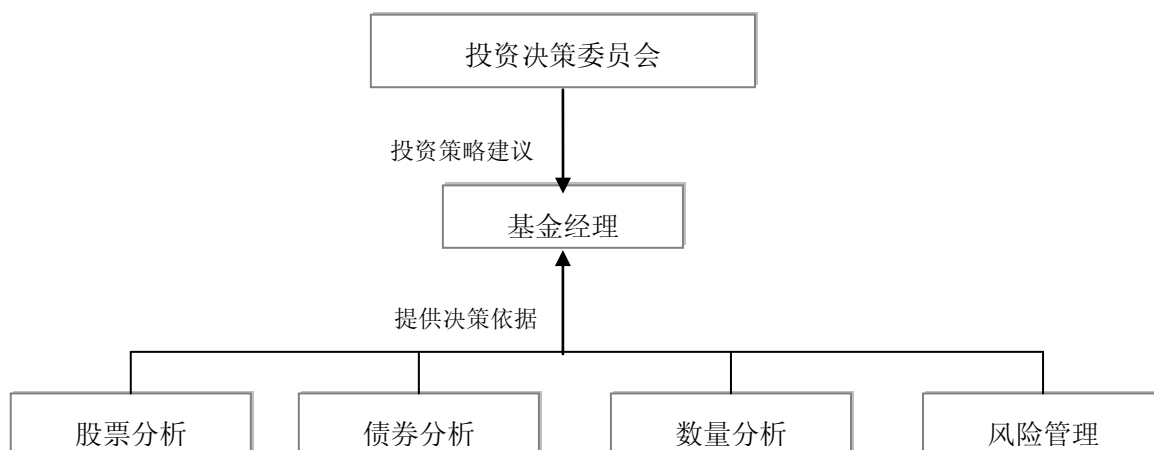 投资决策委员会
投资策略建议
基金经理
提供决策依据
股票分析
债券分析
数量分析
风险管理